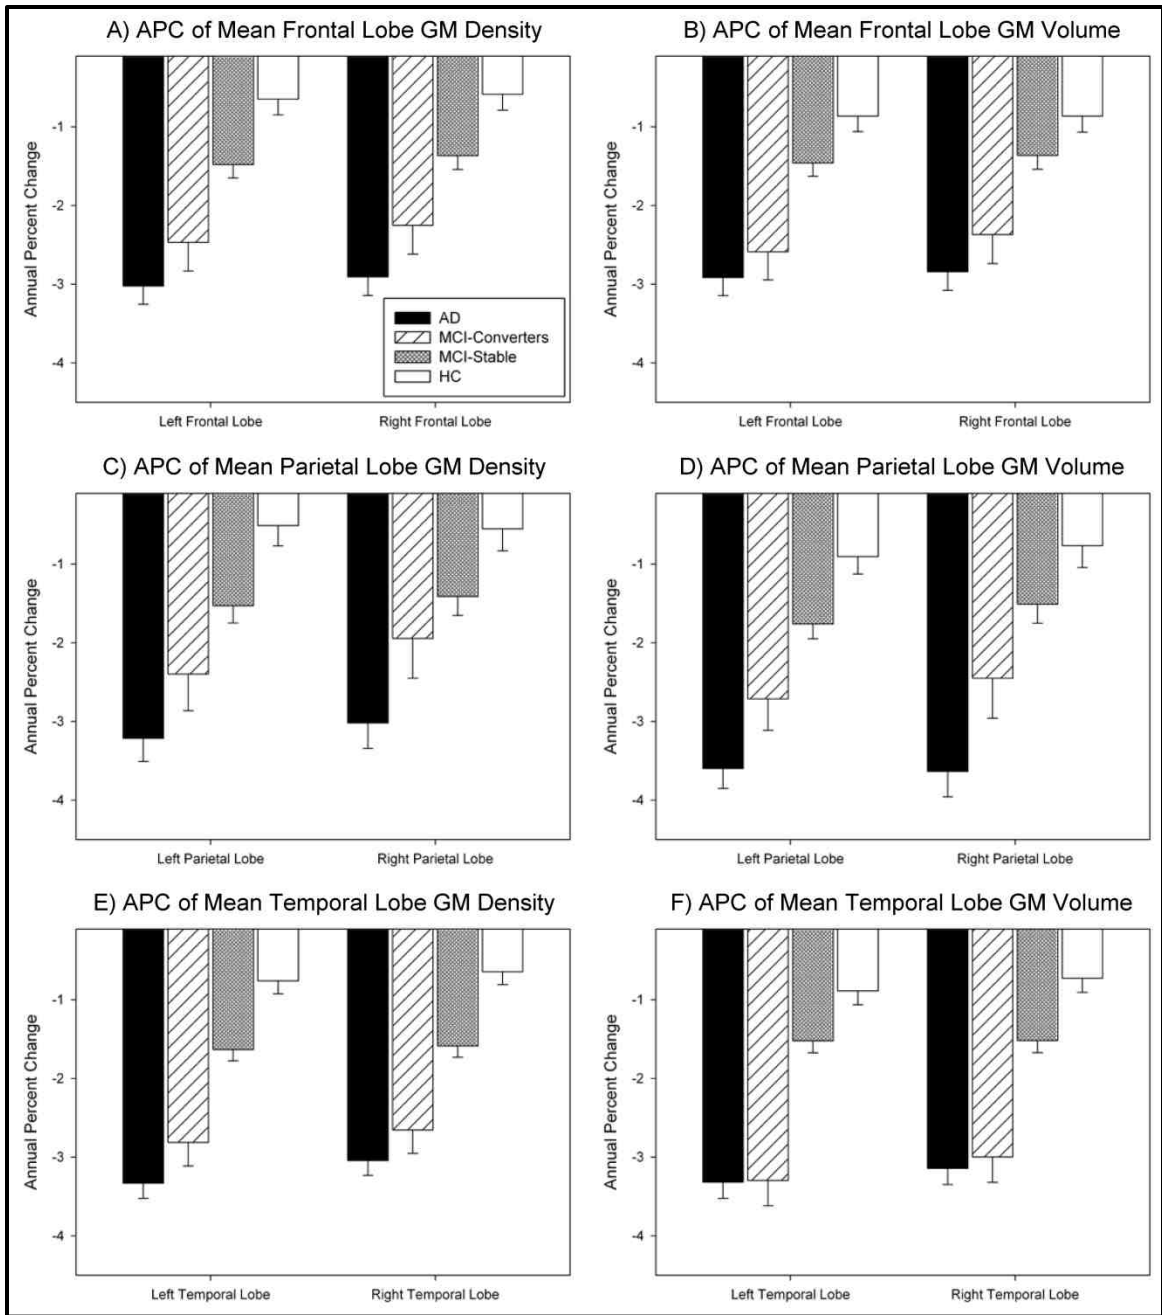 A) APC of Mean Frontal Lobe GM Density
Annual Percent Change
-1
-2
-3
-4
AD
MCI-Converters
MCI-Stable
HC
Left Frontal Lobe
Right Frontal Lobe
B) APC of Mean Frontal Lobe GM Volume
Annual Percent Change
-1
-2
-3
-4
Left Frontal Lobe
Right Frontal Lobe
C) APC of Mean Parietal Lobe GM Density
Annual Percent Change
-1
-2
-3
-4
Left Parietal Lobe
Right Parietal Lobe
D) APC of Mean Parietal Lobe GM Volume
Annual Percent Change
-1
-2
-3
-4
Left Parietal Lobe
Right Parietal Lobe
E) APC of Mean Temporal Lobe GM Density
Annual Percent Change
-1
-2
-3
-4
Left Temporal Lobe
Right Temporal Lobe
F) APC of Mean Temporal Lobe GM Volume
Annual Percent Change
-1
-2
-3
-4
Left Temporal Lobe
Right Temporal Lobe